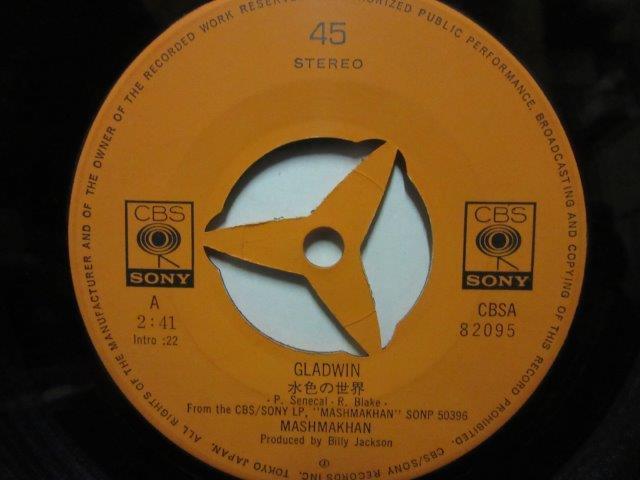 ALL RIGHTS OF THE MANUFACTURER AND OF THE OWNER OF THE RECORDED WORK RESERVED. UNAUTHORIZED PUBLIC PERFORMANCE, BROADCASTING AND COPYING OF THIS RECORD PROHIBITED. CBS/SONY RECORDS INC. TOKYO JAPAN.
45
STEREO
CBS
SONY
CBS
SONY
A
2:41
Intro :22
CBSA
82095
GLADWIN
水色の世界
· P. Senecal · R. Blake ·
From the CBS/SONY LP, "MASHMAKHAN" SONP 50396
MASHMAKHAN
Produced by Billy Jackson
Ⓟ